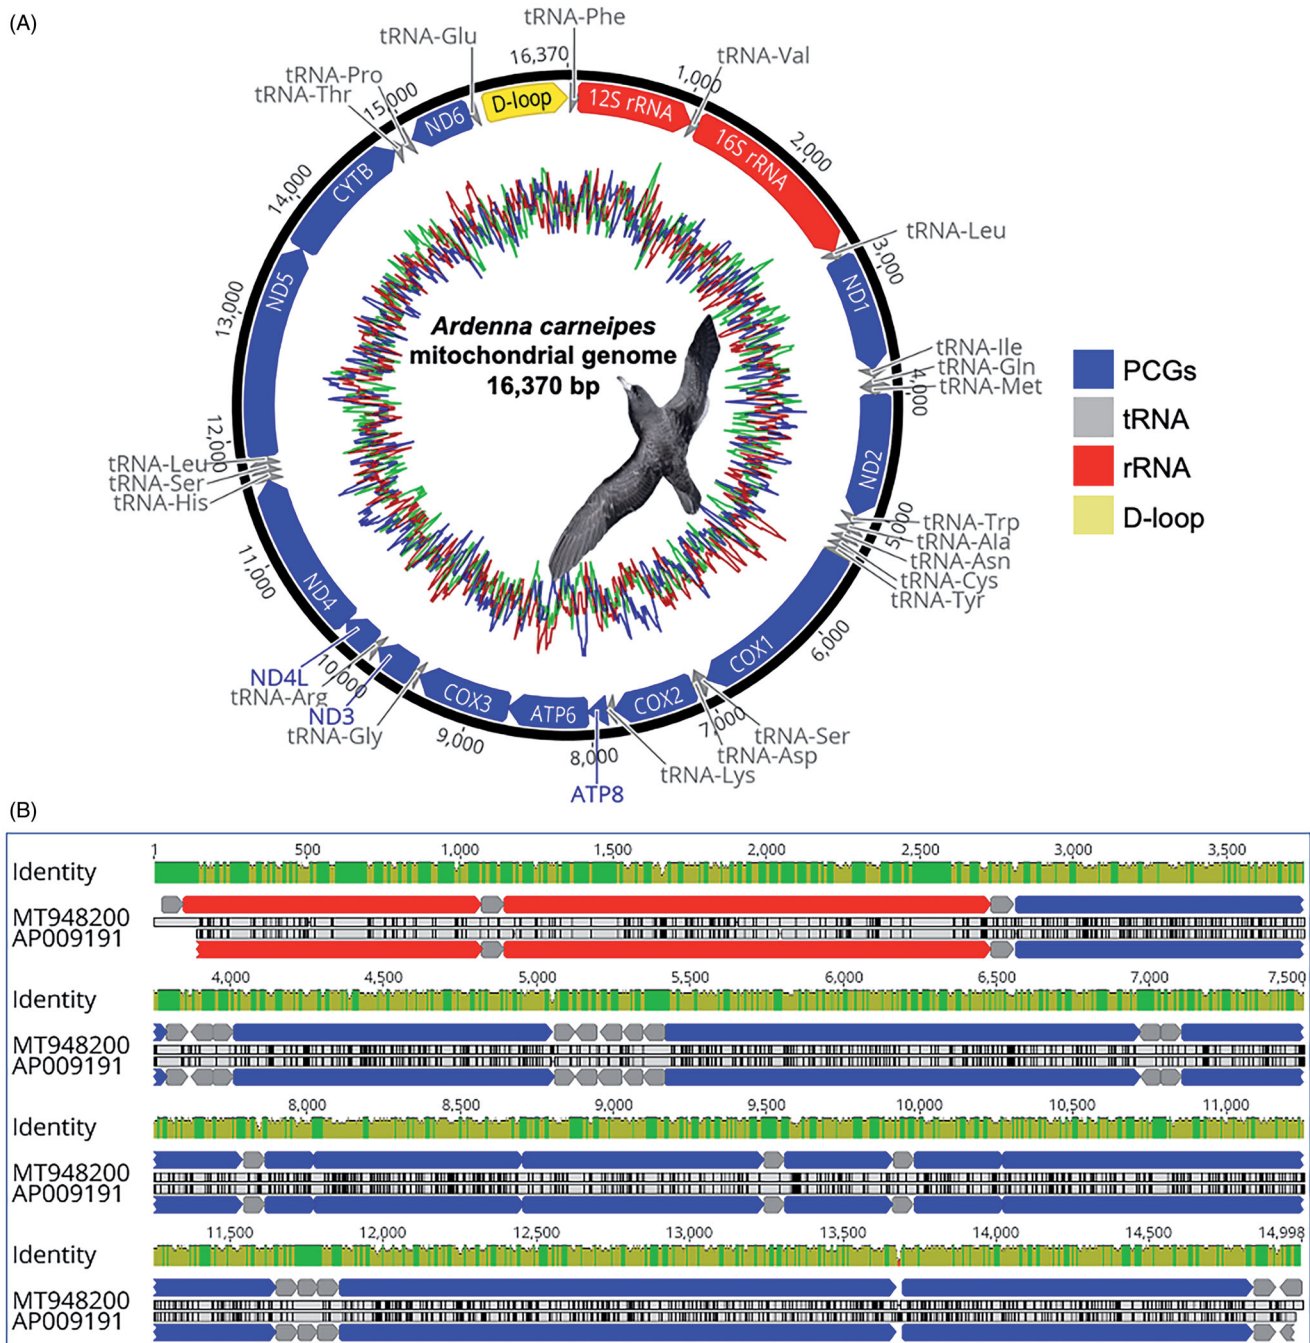 (A)
tRNA-Phe
tRNA-Glu
16,370
tRNA-Val
tRNA-Pro
tRNA-Thr
15,000
1,000
ND6
D-loop
12S rRNA
16S rRNA
2,000
14,000
CYTB
tRNA-Leu
3,000
ND1
ND5
13,000
Ardenna carneipes
mitochondrial genome
16,370 bp
tRNA-Ile
tRNA-Gln
tRNA-Met
4,000
ND2
PCGs
tRNA
rRNA
D-loop
12,000
tRNA-Leu
tRNA-Ser
tRNA-His
5,000
tRNA-Trp
tRNA-Ala
tRNA-Asn
tRNA-Cys
tRNA-Tyr
11,000
ND4
6,000
COX1
ND4L
10,000
tRNA-Arg
ND3
tRNA-Gly
COX3
ATP6
COX2
7,000
9,000
8,000
tRNA-Ser
tRNA-Asp
tRNA-Lys
ATP8
(B)
1 500 1,000 1,500 2,000 2,500 3,000 3,500
Identity
MT948200
AP009191
4,000 4,500 5,000 5,500 6,000 6,500 7,000 7,500
Identity
MT948200
AP009191
8,000 8,500 9,000 9,500 10,000 10,500 11,000
Identity
MT948200
AP009191
11,500 12,000 12,500 13,000 13,500 14,000 14,500 14,998
Identity
MT948200
AP009191